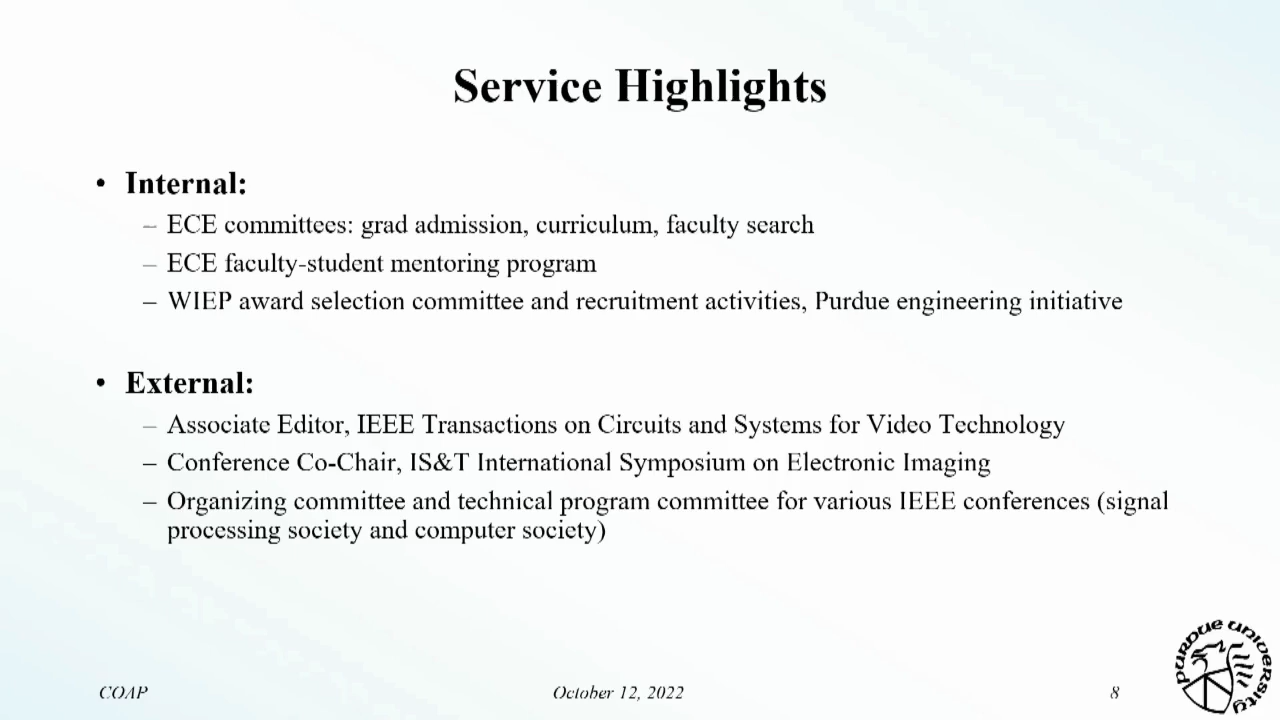 Service Highlights
• Internal:
– ECE committees: grad admission, curriculum, faculty search
– ECE faculty-student mentoring program
– WIEP award selection committee and recruitment activities, Purdue engineering initiative
• External:
– Associate Editor, IEEE Transactions on Circuits and Systems for Video Technology
– Conference Co-Chair, IS&T International Symposium on Electronic Imaging
– Organizing committee and technical program committee for various IEEE conferences (signal
processing society and computer society)
PURDUE UNIVERSITY
COAP
October 12, 2022
8